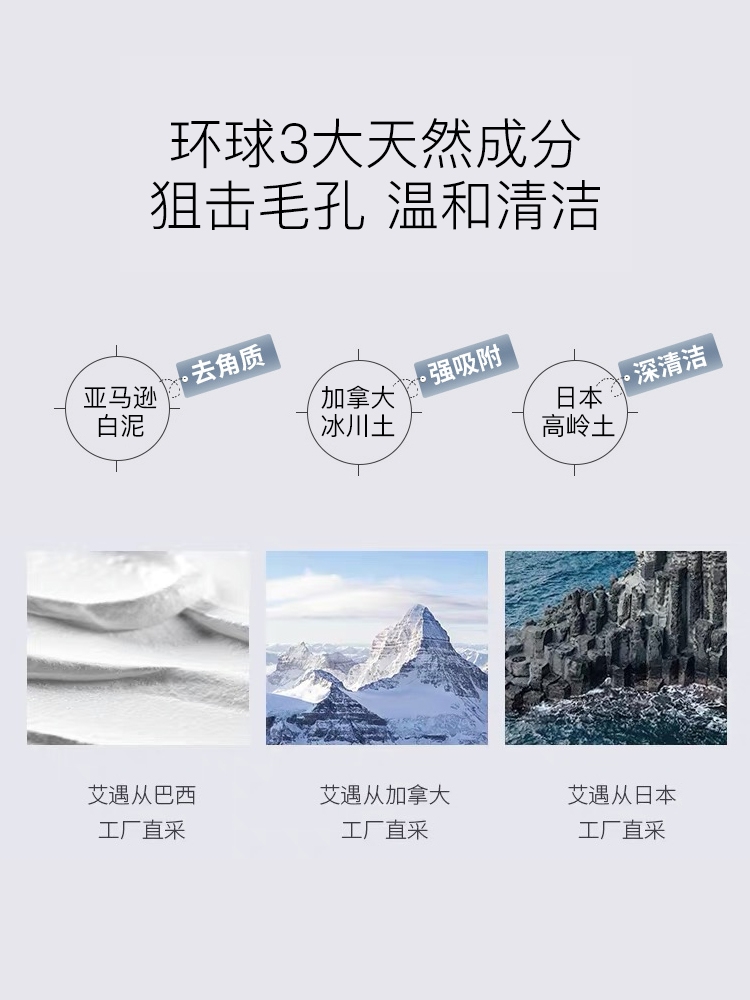 环球3大天然成分
狙击毛孔 温和清洁
去角质
亚马逊
白泥
强吸附
加拿大
冰川土
深清洁
日本
高岭土
艾遇从巴西
工厂直采
艾遇从加拿大
工厂直采
艾遇从日本
工厂直采